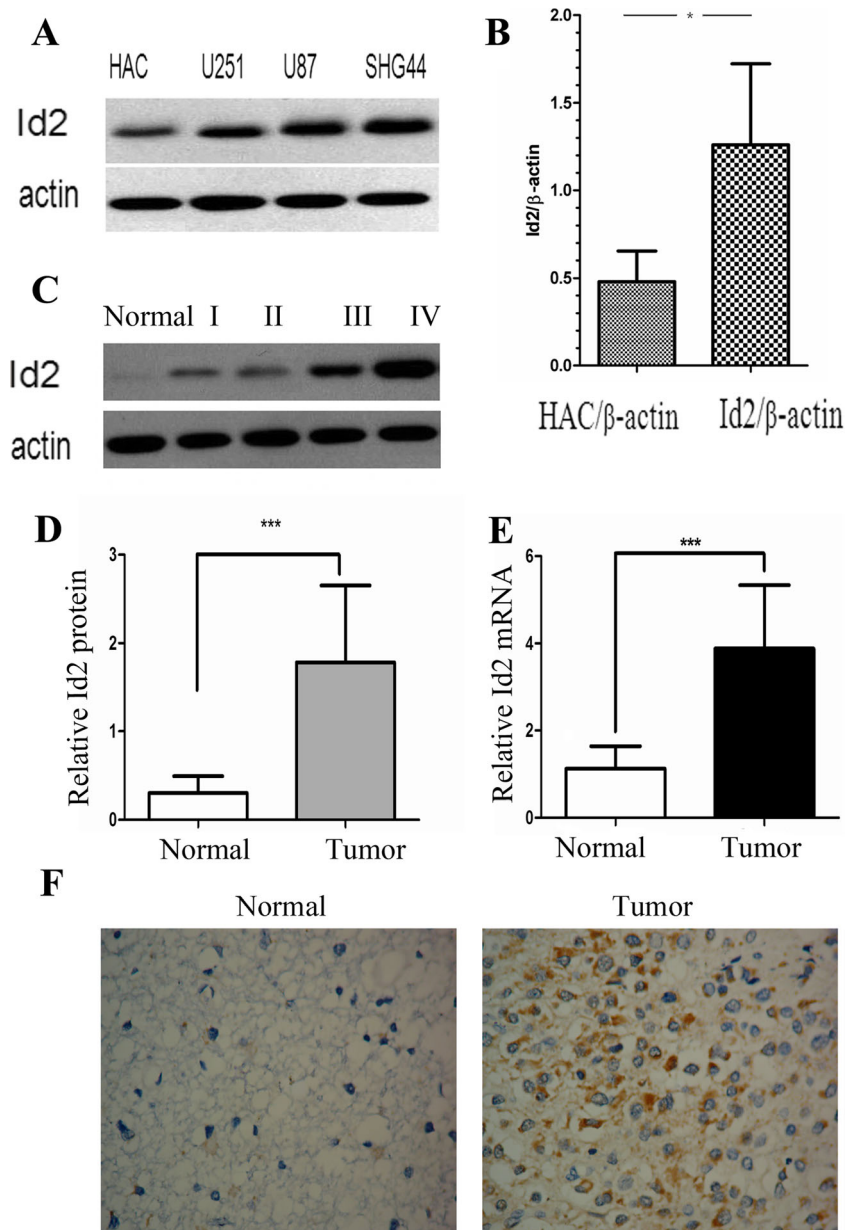 A
HAC U251 U87 SHG44
Id2
actin
B
*
2.0
1.5
1.0
0.5
0.0
Id2/β-actin
HAC/β-actin Id2/β-actin
C
Normal I II III IV
Id2
actin
D
***
3
2
1
0
Relative Id2 protein
Normal Tumor
E
***
6
4
2
0
Relative Id2 mRNA
Normal Tumor
F
Normal Tumor